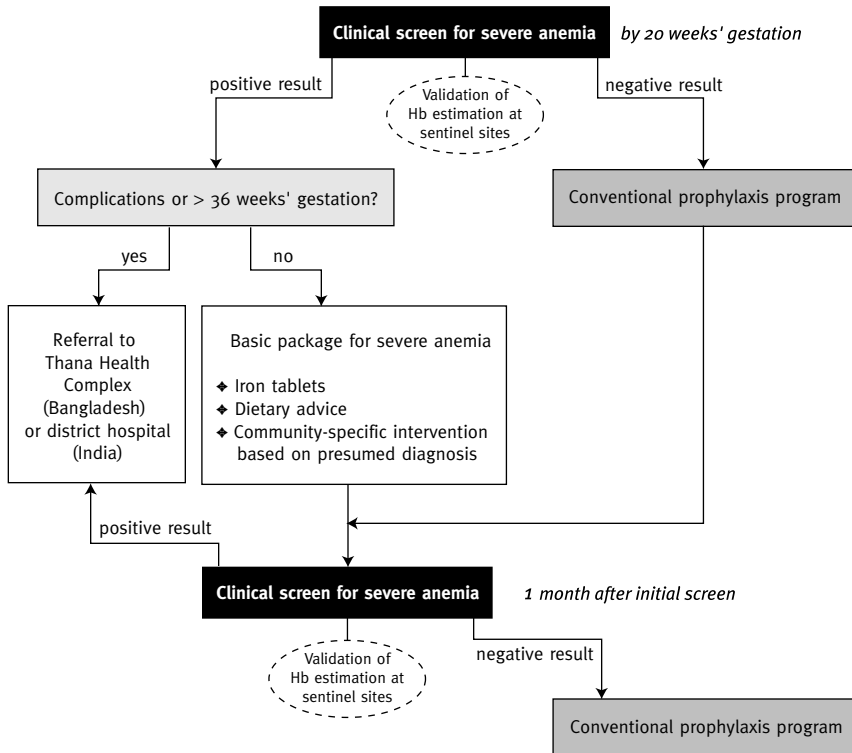 Clinical screen for severe anemia
by 20 weeks' gestation
positive result
negative result
Validation of
Hb estimation at
sentinel sites
Complications or > 36 weeks' gestation?
Conventional prophylaxis program
yes
no
Referral to
Thana Health
Complex
(Bangladesh)
or district hospital
(India)
Basic package for severe anemia
✥ Iron tablets
✥ Dietary advice
✥ Community-specific intervention
based on presumed diagnosis
positive result
Clinical screen for severe anemia
1 month after initial screen
Validation of
Hb estimation at
sentinel sites
negative result
Conventional prophylaxis program